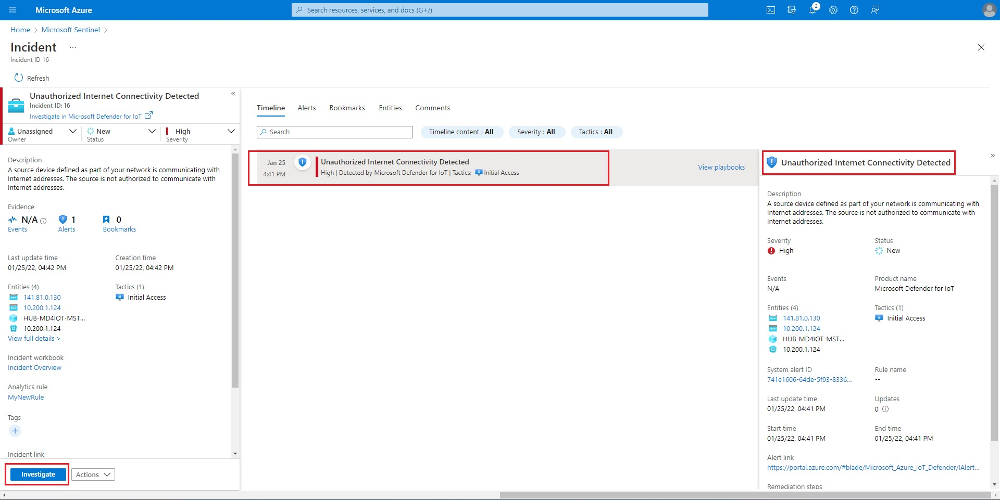 Microsoft Azure
Search resources, services, and docs (G+/)
2
Home > Microsoft Sentinel >
Incident ...
Incident ID 16
Refresh
Unauthorized Internet Connectivity Detected
Incident ID: 16
Investigate in Microsoft Defender for IoT
Unassigned
Owner
New
Status
High
Severity
Description
A source device defined as part of your network is communicating with
Internet addresses. The source is not authorized to communicate with
Internet addresses.
Evidence
N/A
Events
1
Alerts
0
Bookmarks
Last update time
01/25/22, 04:42 PM
Creation time
01/25/22, 04:42 PM
Entities (4)
141.81.0.130
10.200.1.124
HUB-MD4IOT-MST...
10.200.1.124
View full details >
Tactics (1)
Initial Access
Incident workbook
Incident Overview
Analytics rule
MyNewRule
Tags
Incident link
Investigate
Actions
Timeline
Alerts
Bookmarks
Entities
Comments
Search
Timeline content : All
Severity : All
Tactics : All
Jan 25
4:41 PM
Unauthorized Internet Connectivity Detected
High | Detected by Microsoft Defender for IoT | Tactics: Initial Access
View playbooks
Unauthorized Internet Connectivity Detected
Description
A source device defined as part of your network is communicating with
Internet addresses. The source is not authorized to communicate with
Internet addresses.
Severity
High
Status
New
Events
N/A
Product name
Microsoft Defender for IoT
Entities (4)
141.81.0.130
10.200.1.124
HUB-MD4IOT-MST...
10.200.1.124
Tactics (1)
Initial Access
System alert ID
741e1606-64de-5f93-8336...
Rule name
--
Last update time
01/25/22, 04:41 PM
Updates
0
Start time
01/25/22, 04:41 PM
End time
01/25/22, 04:41 PM
Alert link
https://portal.azure.com/#blade/Microsoft_Azure_IoT_Defender/IAlert...
Remediation steps